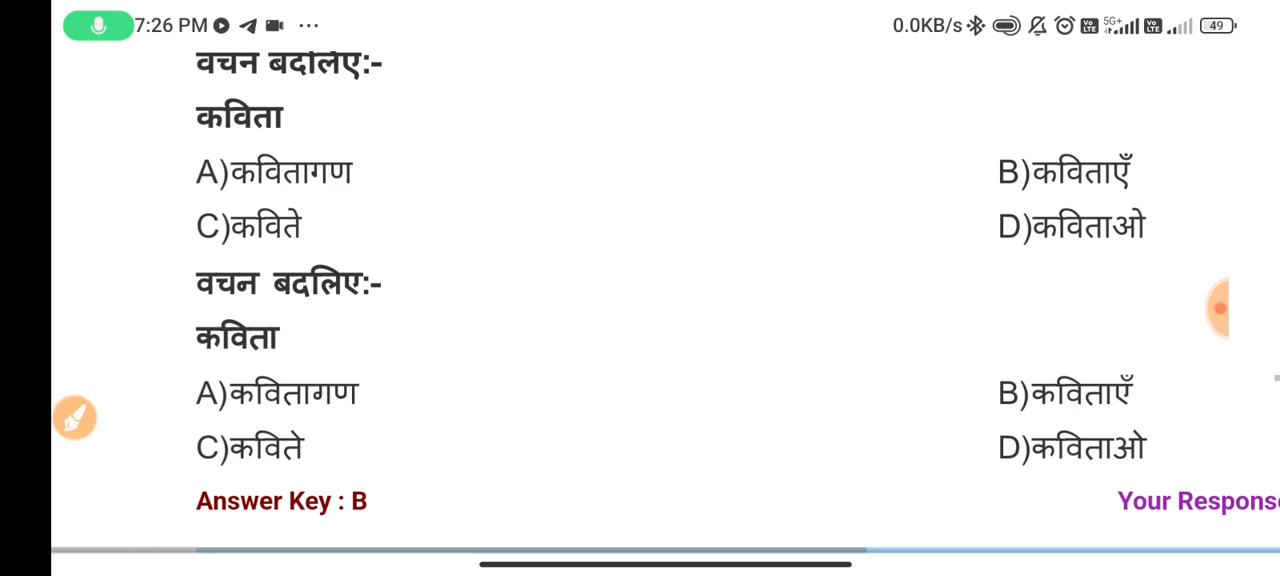 7:26 PM 0.0KB/s 5G+ 49
वचन बदलिए:-
कविता
A)कवितागण B)कविताएँ
C)कविते D)कविताओ
वचन बदलिए:-
कविता
A)कवितागण B)कविताएँ
C)कविते D)कविताओ
Answer Key : B Your